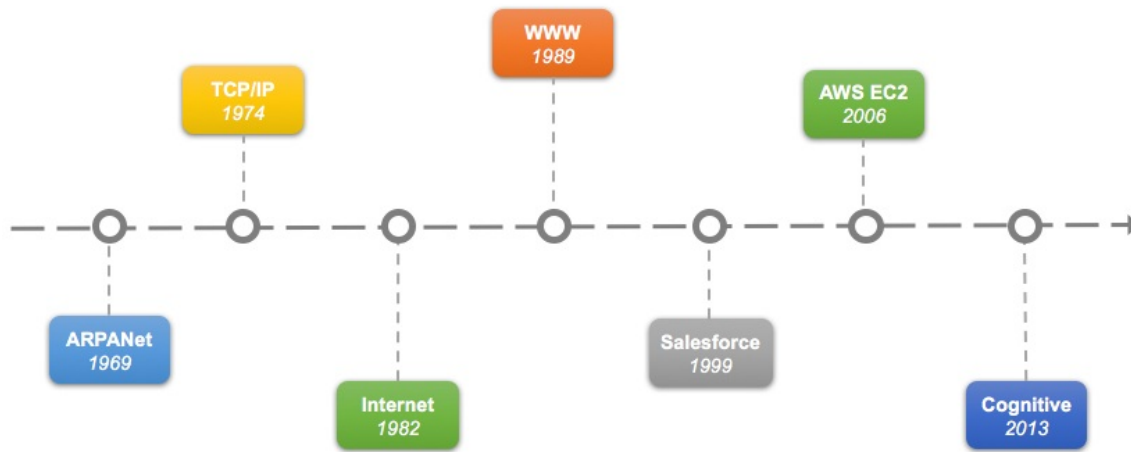 ARPANet
1969
TCP/IP
1974
Internet
1982
WWW
1989
Salesforce
1999
AWS EC2
2006
Cognitive
2013